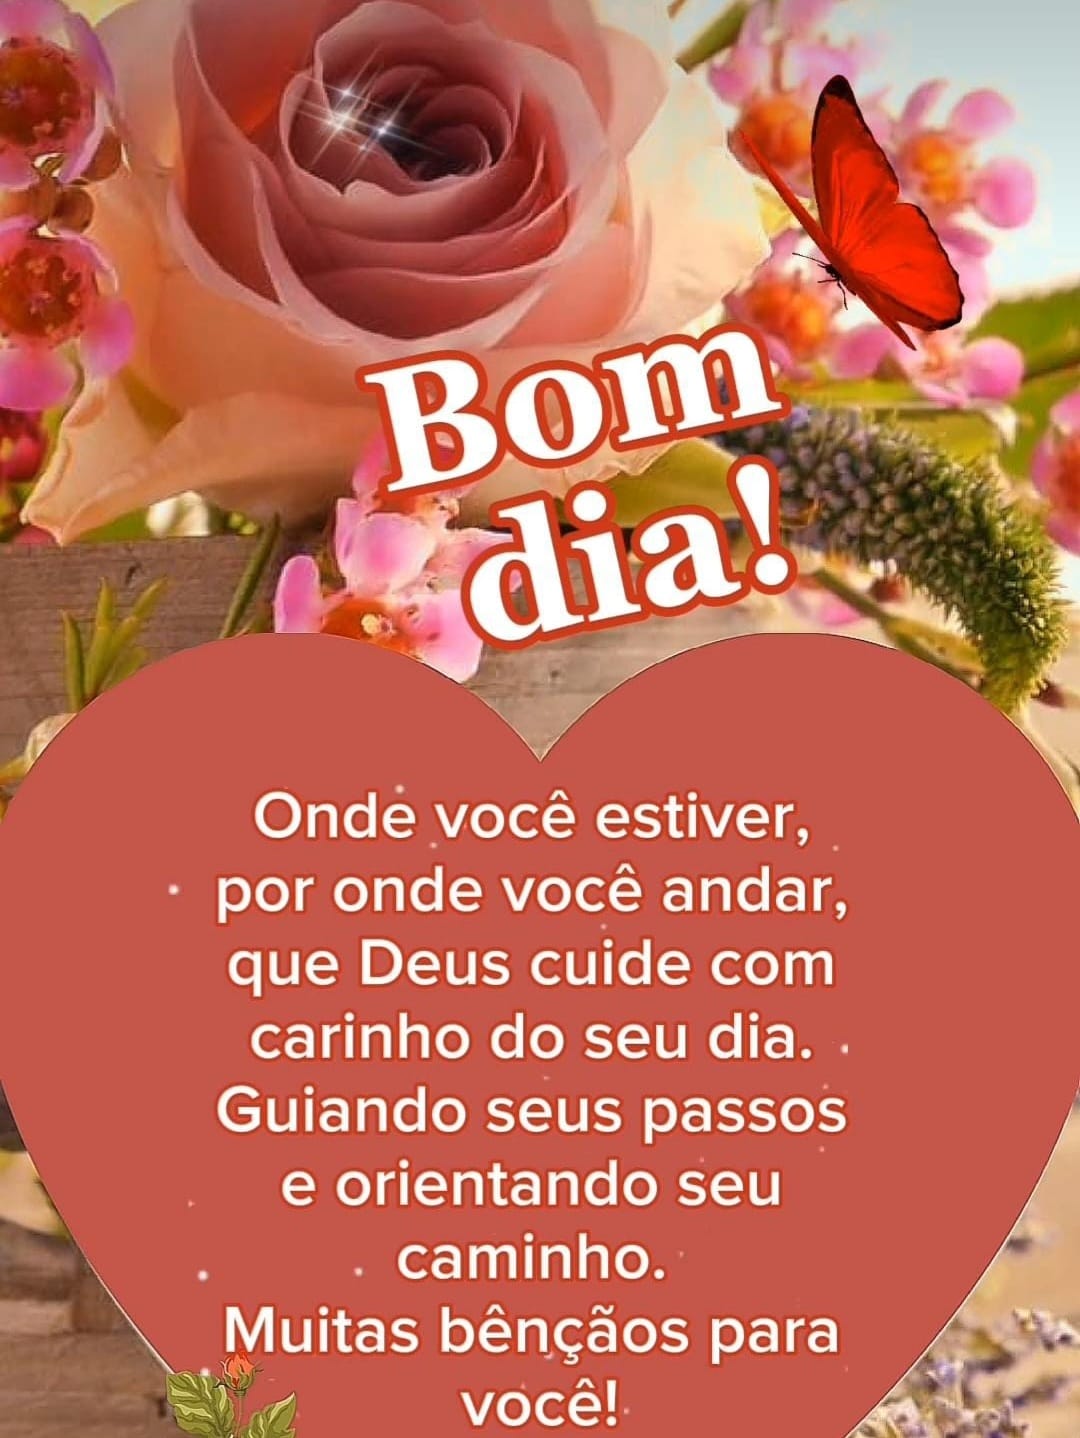 Bom
dia!
Onde você estiver,
por onde você andar,
que Deus cuide com
carinho do seu dia.
Guiando seus passos
e orientando seu
caminho.
Muitas bênçãos para
você!